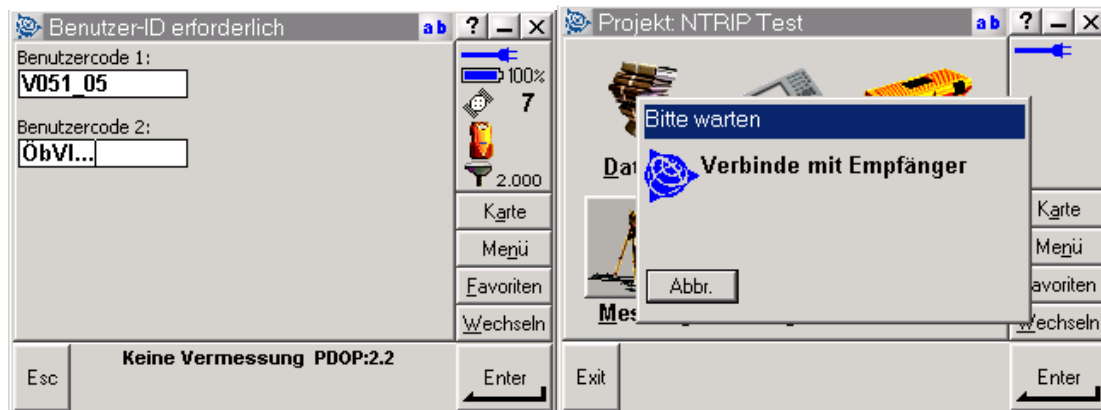 Benutzer-ID erforderlich
ab
?
Benutzercode 1:
V051_05
Benutzercode 2:
ÖbVI...
100%
7
2.000
Karte
Menü
Favoriten
Wechseln
Esc
Keine Vermessung PDOP:2.2
Enter
Projekt: NTRIP Test
ab
?
Bitte warten
Verbinde mit Empfänger
Dat
Abbr.
Mes
Karte
Menü
avoriten
Wechseln
Exit
Enter